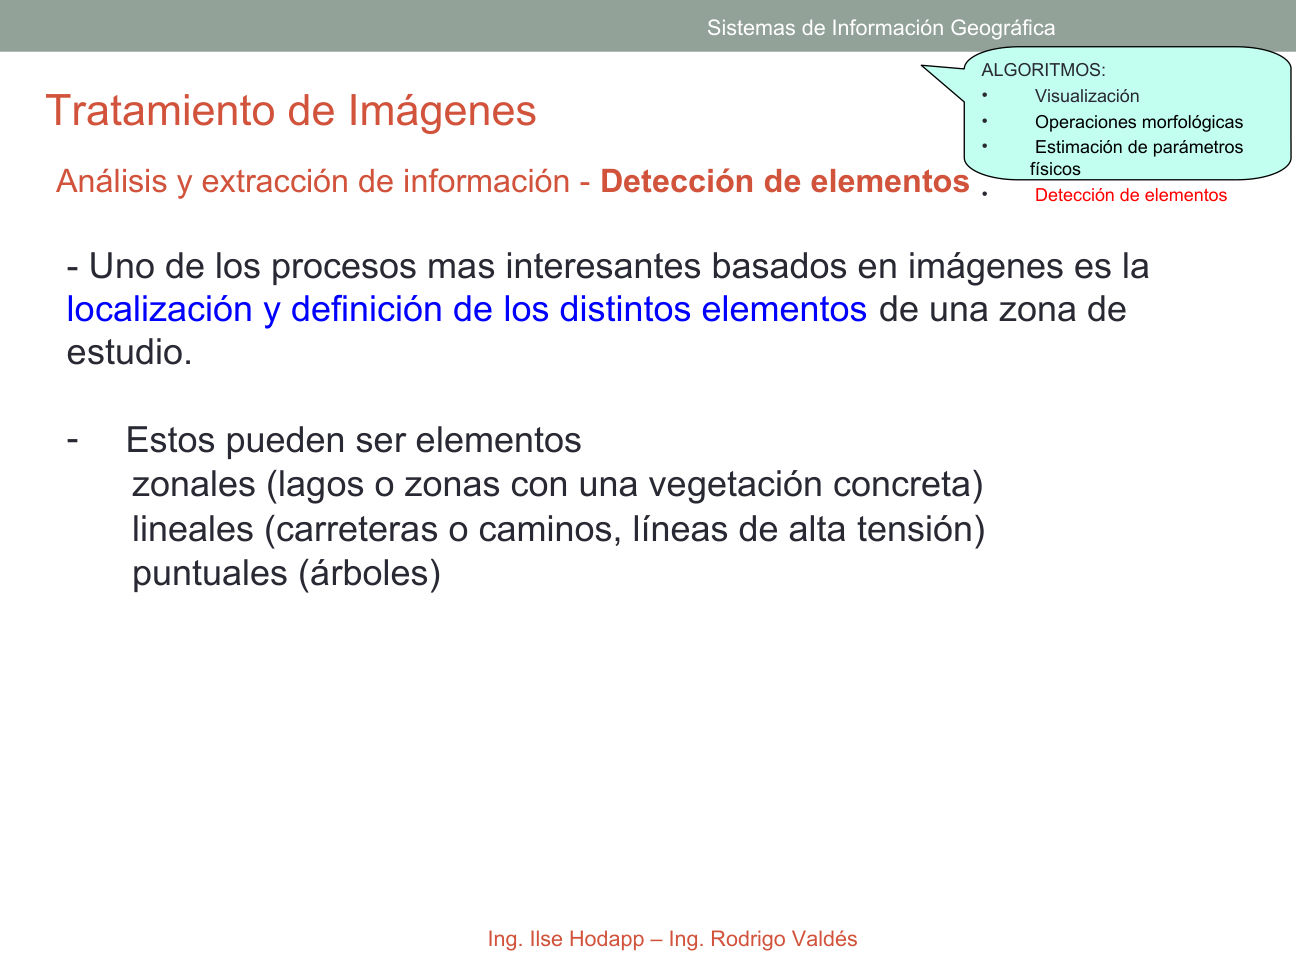 Sistemas de Información Geográfica
ALGORITMOS:
• Visualización
• Operaciones morfológicas
• Estimación de parámetros
físicos
• Detección de elementos
Tratamiento de Imágenes
Análisis y extracción de información - Detección de elementos
- Uno de los procesos mas interesantes basados en imágenes es la
localización y definición de los distintos elementos de una zona de
estudio.
- Estos pueden ser elementos
zonales (lagos o zonas con una vegetación concreta)
lineales (carreteras o caminos, líneas de alta tensión)
puntuales (árboles)
Ing. Ilse Hodapp – Ing. Rodrigo Valdés